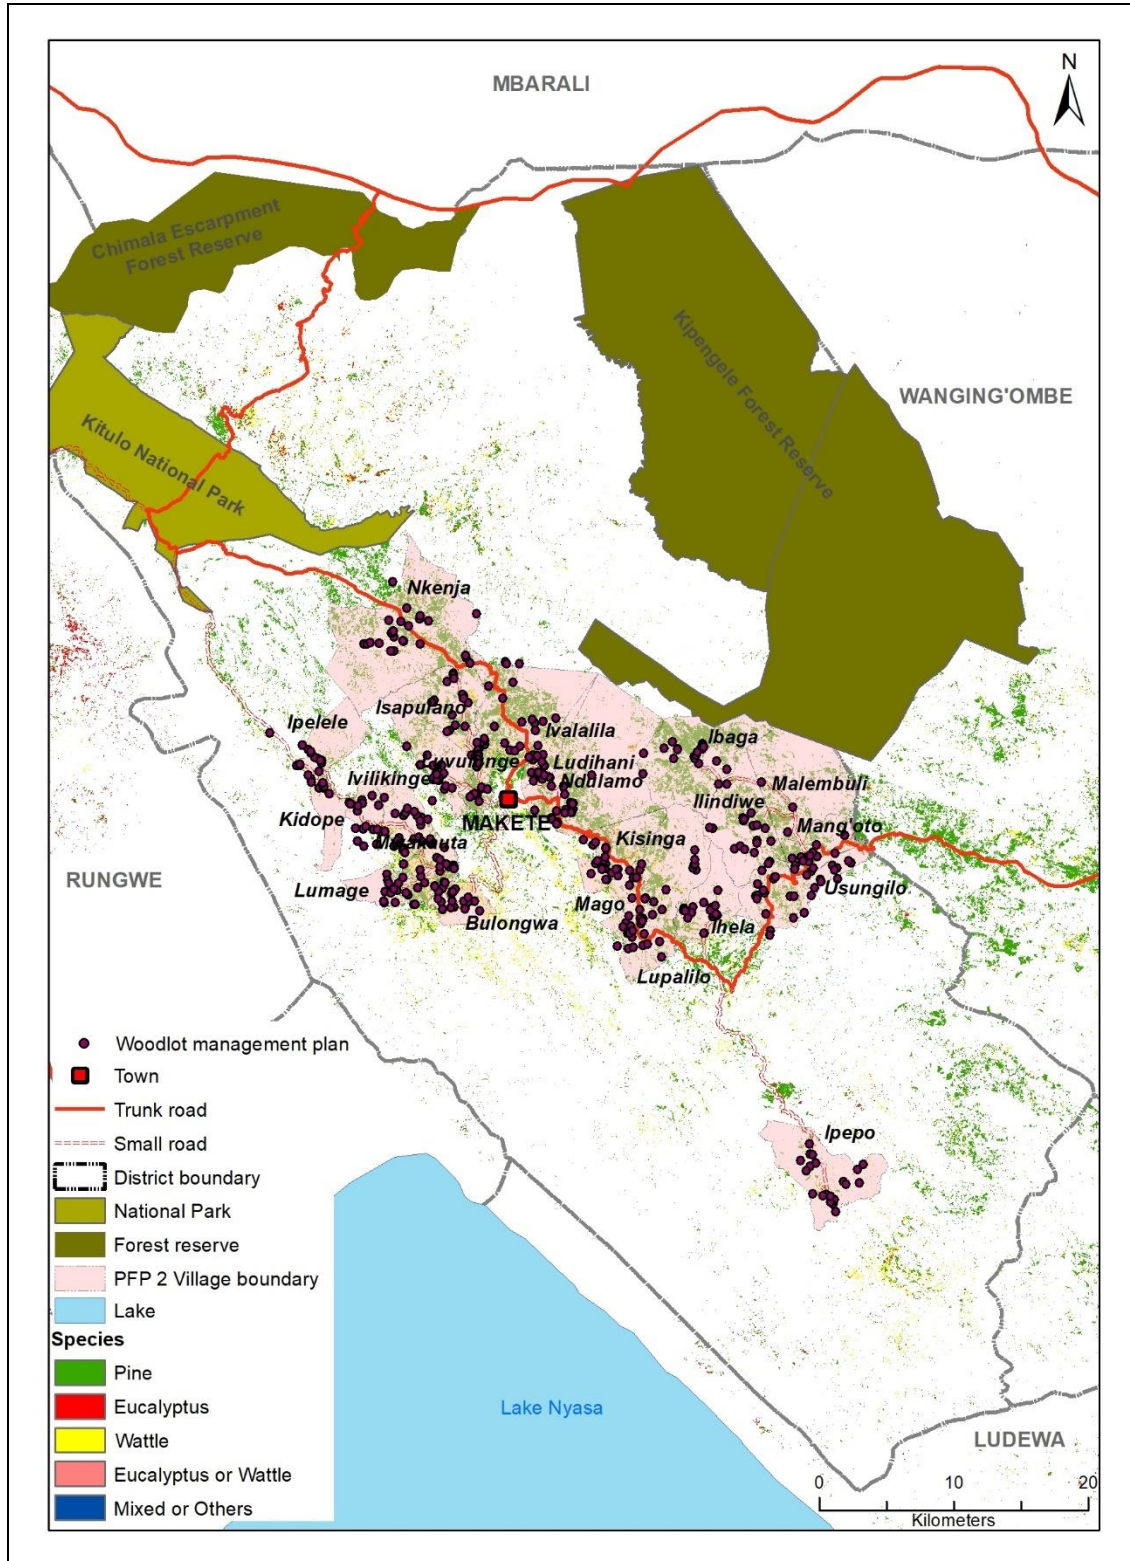 N
MBARALI
Chimala Escarpment
Forest Reserve
Kipengele Forest Reserve
WANGING'OMBE
Kitulo National Park
Nkenja
Isapulano
Ipelele
Ivalalila
Ibaga
Ludihani
Ivilikinge
Ndulamo
Malembuli
Ilindiwe
Kidope
MAKETE
Mang'oto
Kisinga
RUNGWE
Lumage
Usungilo
Mago
Bulongwa
Ihela
Lupalilo
Ipepo
Woodlot management plan
Town
Trunk road
Small road
District boundary
National Park
Forest reserve
PFP 2 Village boundary
Lake
Species
Pine
Eucalyptus
Wattle
Eucalyptus or Wattle
Mixed or Others
Lake Nyasa
LUDEWA
0 10 20
Kilometers